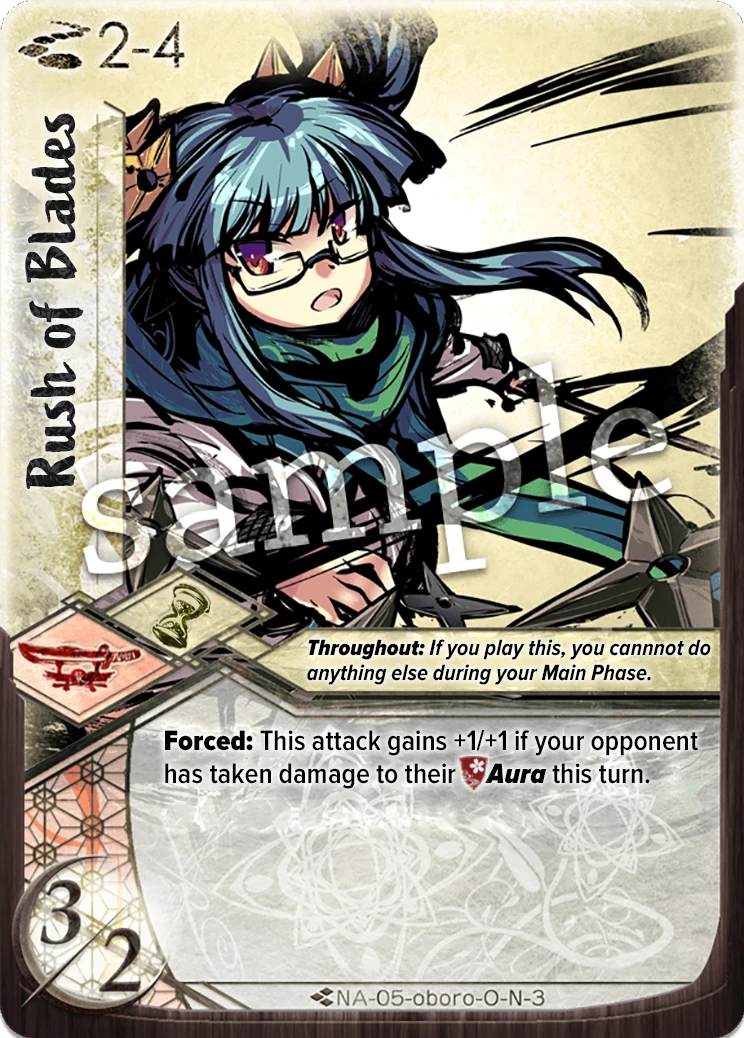 2-4
Rush of Blades
sample
Throughout: If you play this, you cannnot do
anything else during your Main Phase.
Forced: This attack gains +1/+1 if your opponent
has taken damage to their Aura this turn.
3/2
NA-05-oboro-O-N-3